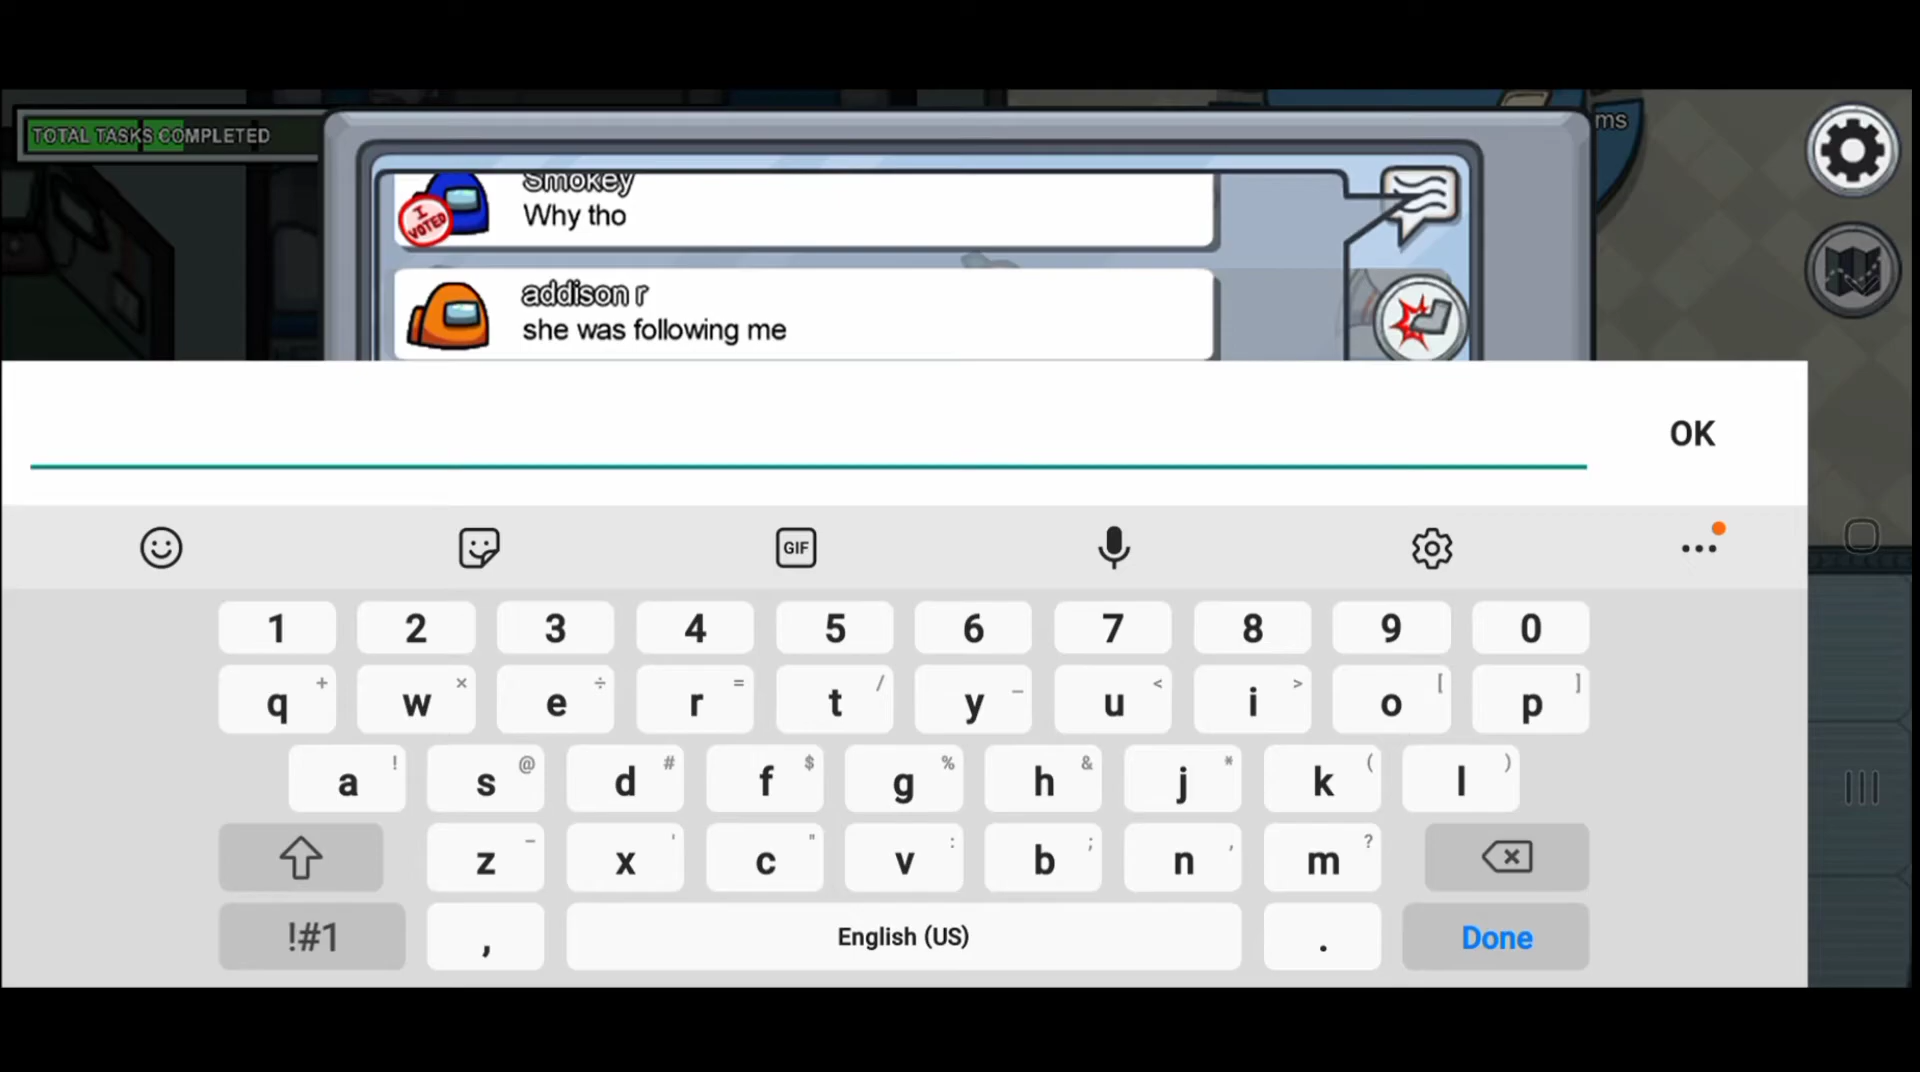 TOTAL TASKS COMPLETED
ms
Smokey
I VOTED
Why tho
addison r
she was following me
OK
GIF
1 2 3 4 5 6 7 8 9 0
q + w × e ÷ r = t / y _ u < i > o [ p ]
a ! s @ d # f $ g % h & j * k ( l )
z - x ' c " v : b ; n , m ?
!#1 , English (US) . Done